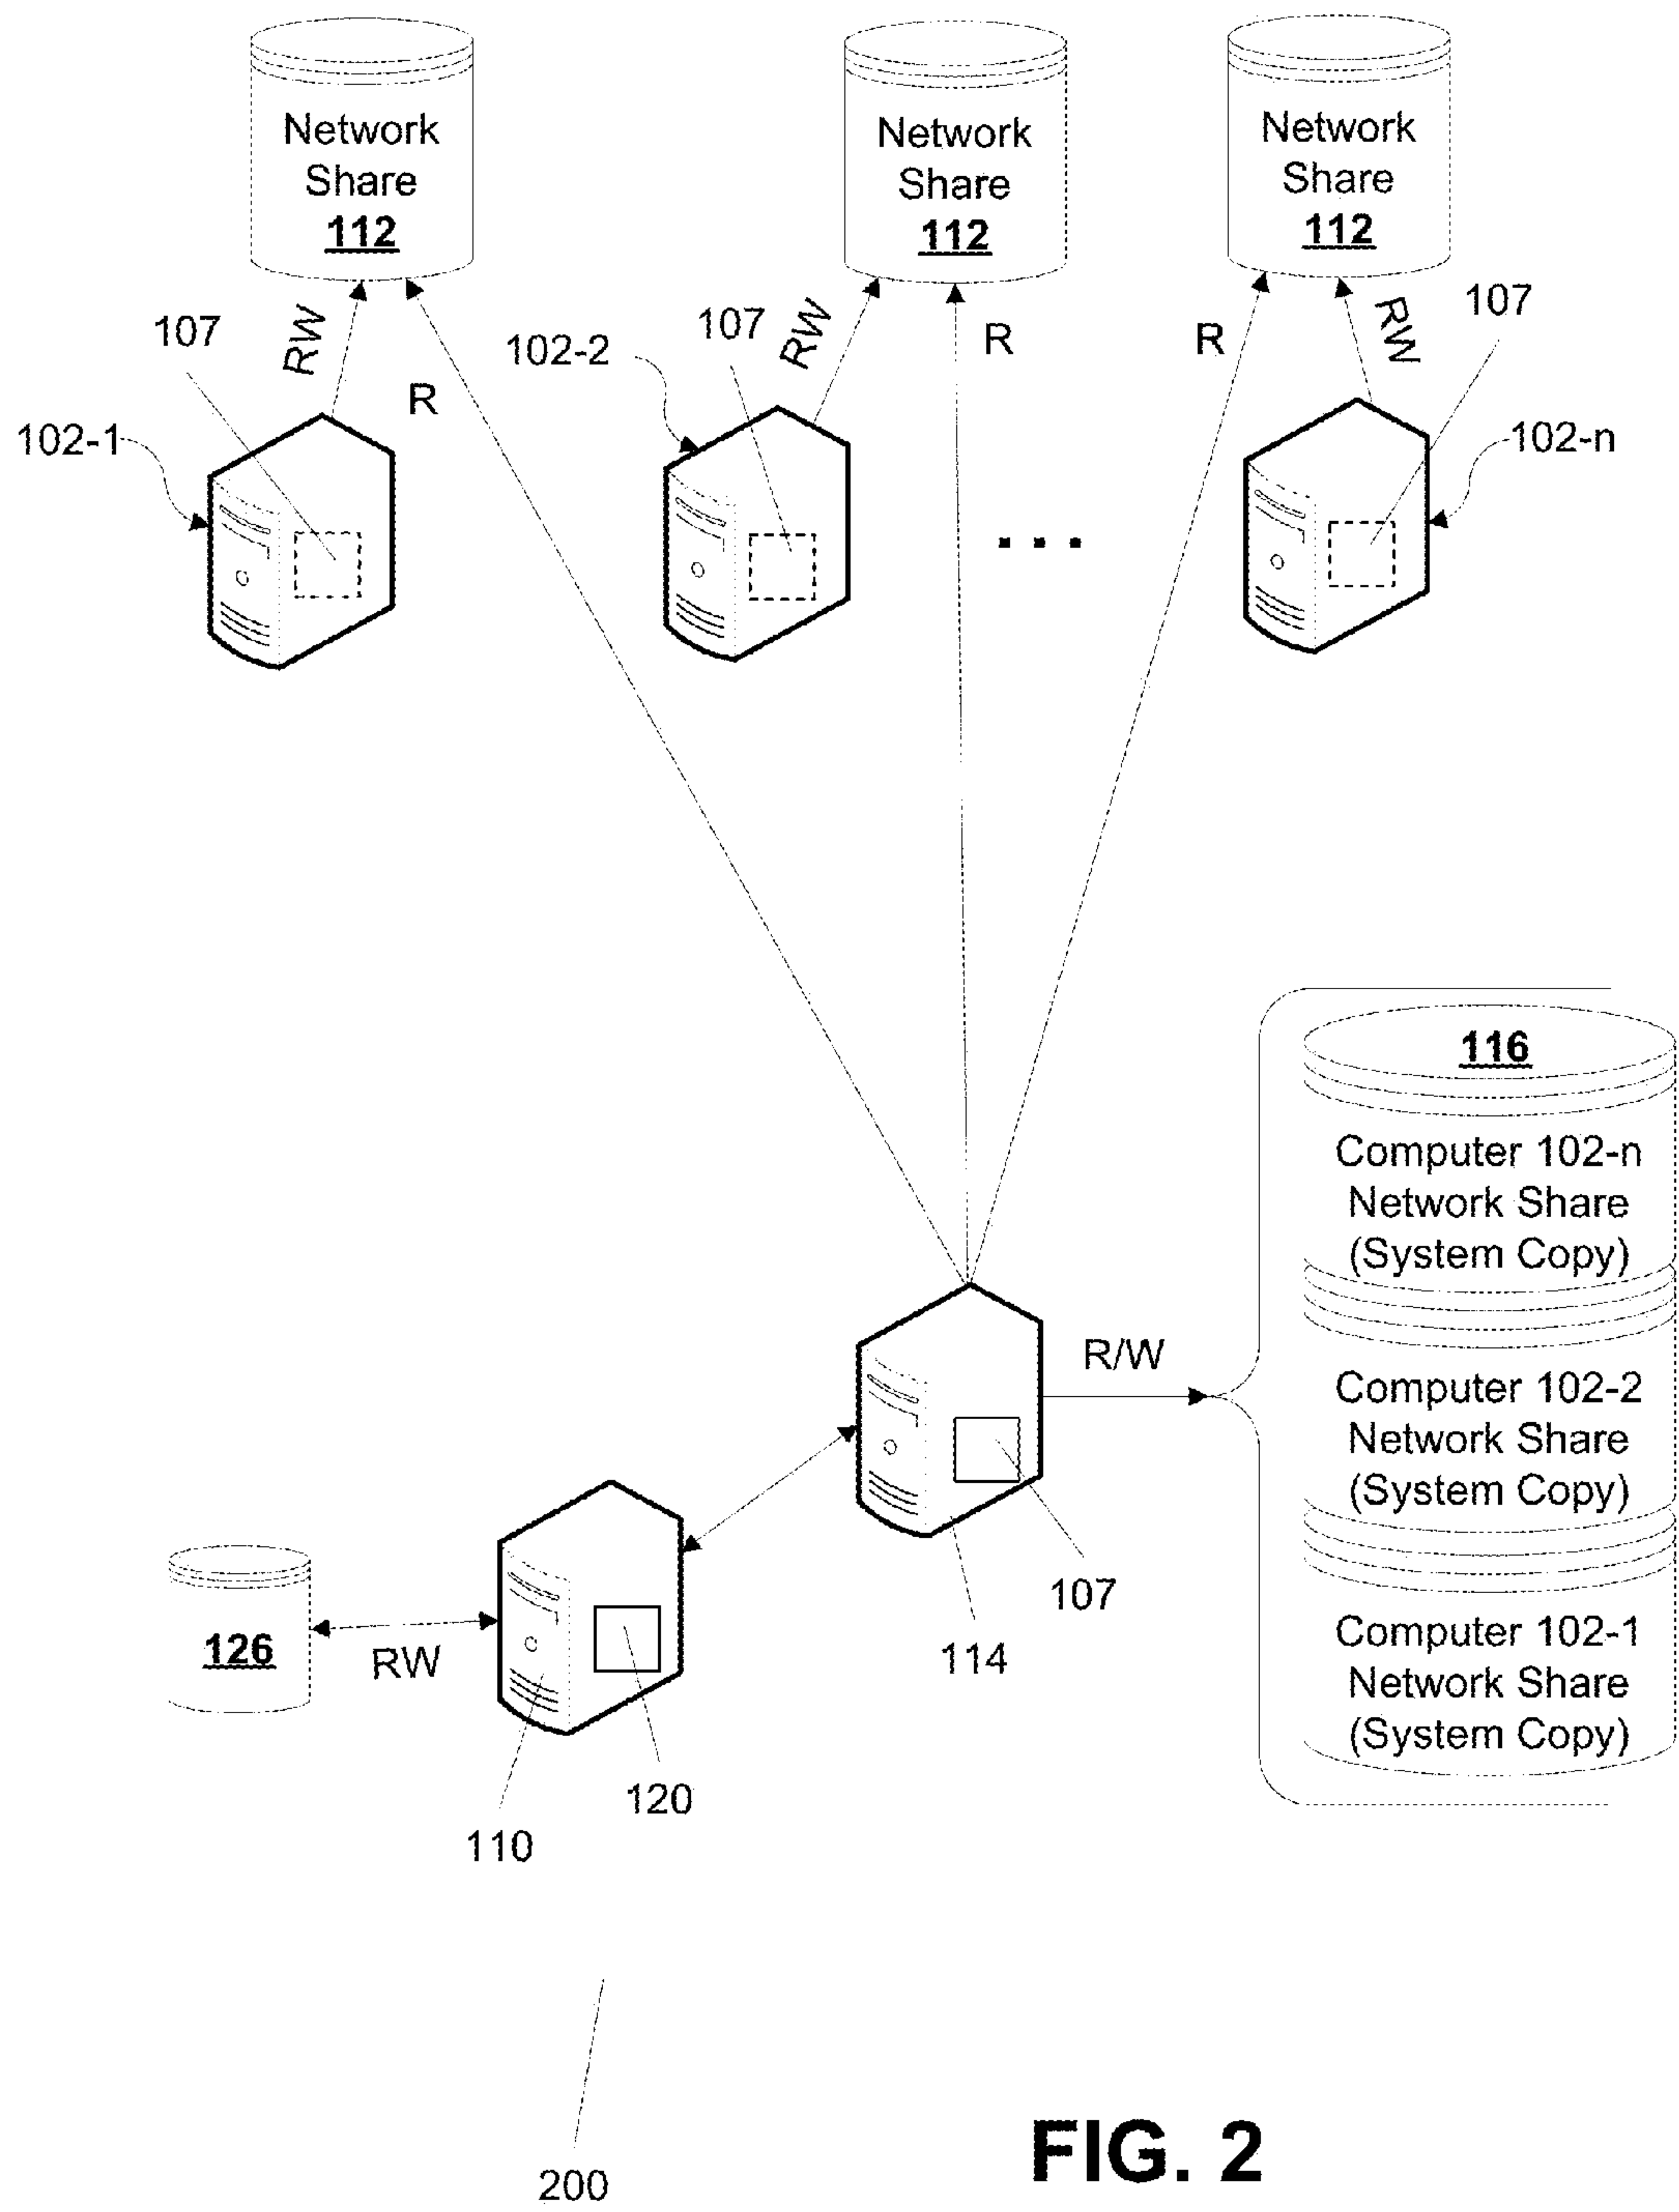 Network
Share
112
Network
Share
112
Network
Share
112
107
RW
R
102-2
107
RW
R
R
RW
107
102-1
102-n
...
116
Computer 102-n
Network Share
(System Copy)
R/W
Computer 102-2
Network Share
(System Copy)
107
114
Computer 102-1
Network Share
(System Copy)
126
RW
120
110
200
FIG. 2